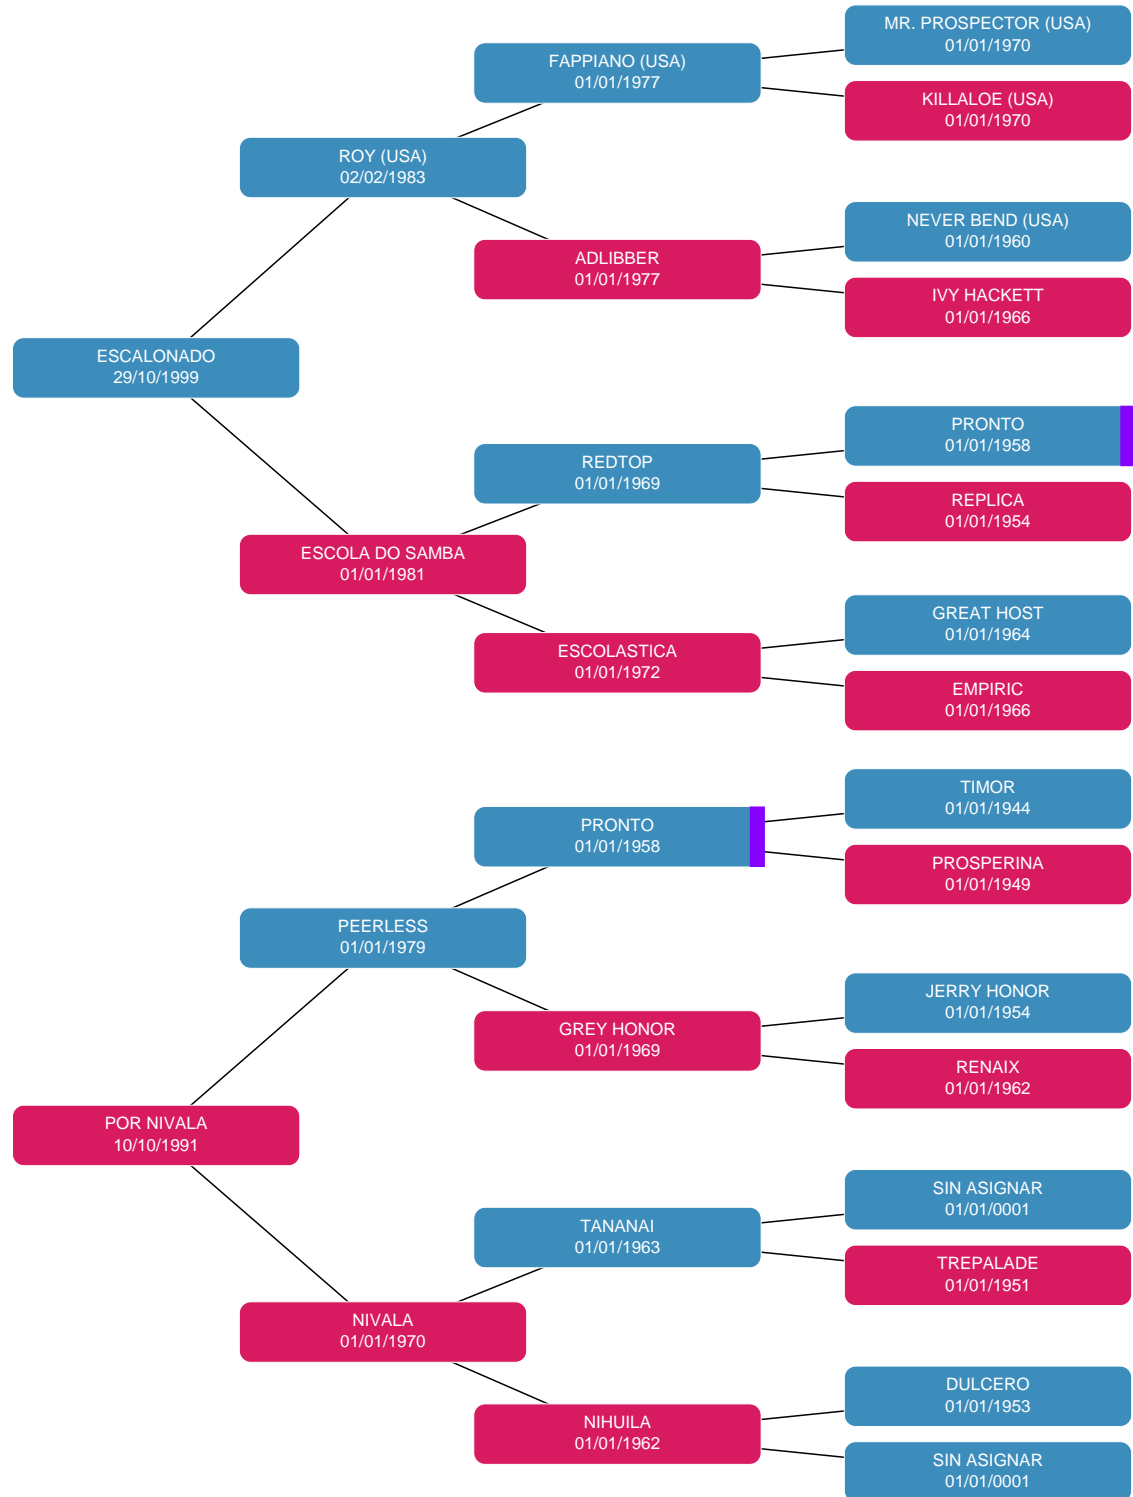 MR. PROSPECTOR (USA)
01/01/1970
FAPPIANO (USA)
01/01/1977
KILLALOE (USA)
01/01/1970
ROY (USA)
02/02/1983
NEVER BEND (USA)
01/01/1960
ADLIBBER
01/01/1977
IVY HACKETT
01/01/1966
ESCALONADO
29/10/1999
PRONTO
01/01/1958
REDTOP
01/01/1969
REPLICA
01/01/1954
ESCOLA DO SAMBA
01/01/1981
GREAT HOST
01/01/1964
ESCOLASTICA
01/01/1972
EMPIRIC
01/01/1966
TIMOR
01/01/1944
PRONTO
01/01/1958
PROSPERINA
01/01/1949
PEERLESS
01/01/1979
JERRY HONOR
01/01/1954
GREY HONOR
01/01/1969
RENAIX
01/01/1962
POR NIVALA
10/10/1991
SIN ASIGNAR
01/01/0001
TANANAI
01/01/1963
TREPALADE
01/01/1951
NIVALA
01/01/1970
DULCERO
01/01/1953
NIHUILA
01/01/1962
SIN ASIGNAR
01/01/0001